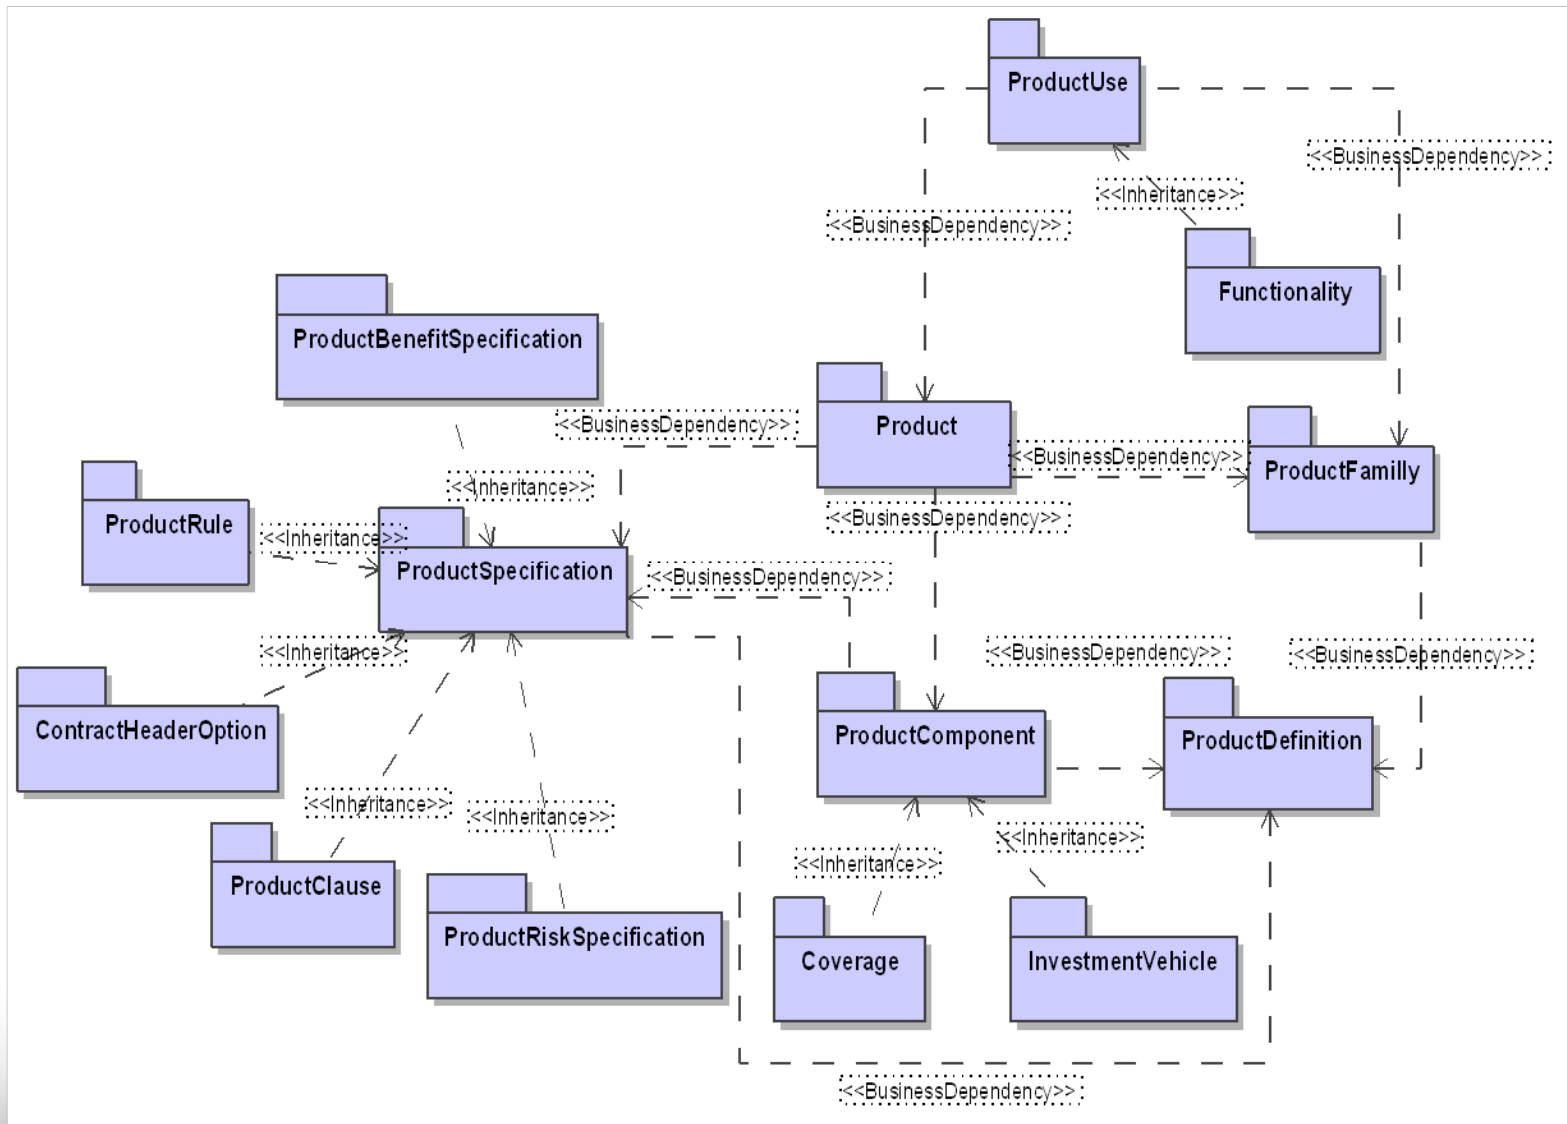 ProductUse
<<BusinessDependency>>
<<Inheritance>>
<<BusinessDependency>>
Functionality
ProductBenefitSpecification
<<BusinessDependency>>
Product
<<BusinessDependency>>
ProductFamilly
<<Inheritance>>
<<BusinessDependency>>
ProductRule
<<Inheritance>>
ProductSpecification
<<BusinessDependency>>
<<Inheritance>>
<<BusinessDependency>>
<<BusinessDependency>>
ContractHeaderOption
ProductComponent
ProductDefinition
<<Inheritance>>
<<Inheritance>>
<<Inheritance>>
<<Inheritance>>
ProductClause
ProductRiskSpecification
Coverage
InvestmentVehicle
<<BusinessDependency>>